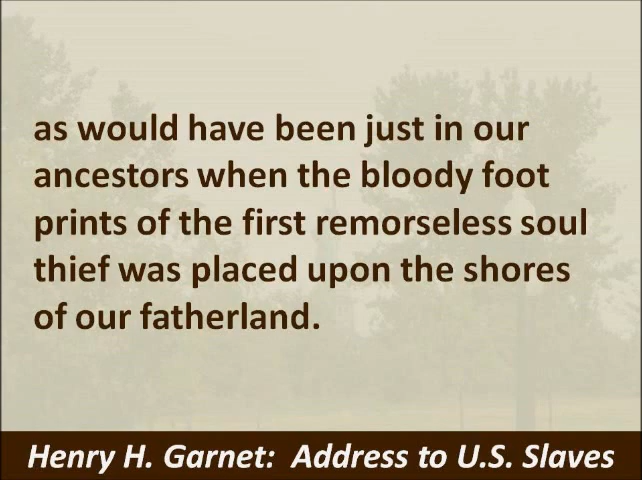 as would have been just in our
ancestors when the bloody foot
prints of the first remorseless soul
thief was placed upon the shores
of our fatherland.
Henry H. Garnet:  Address to U.S. Slaves